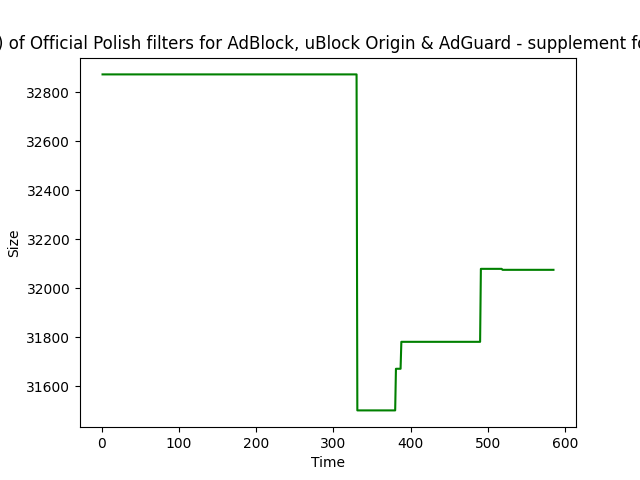 ) of Official Polish filters for AdBlock, uBlock Origin & AdGuard - supplement fo
32800
32600
32400
32200
32000
31800
31600
Size
0 100 200 300 400 500 600
Time